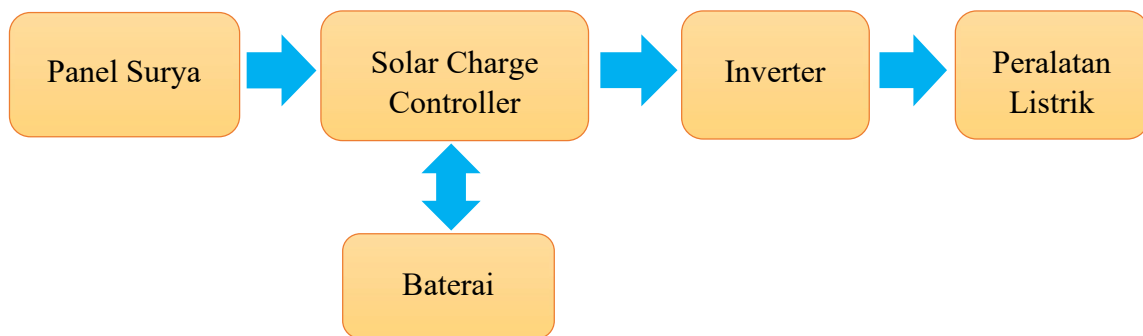 Panel Surya
Solar Charge
Controller
Inverter
Peralatan
Listrik
Baterai